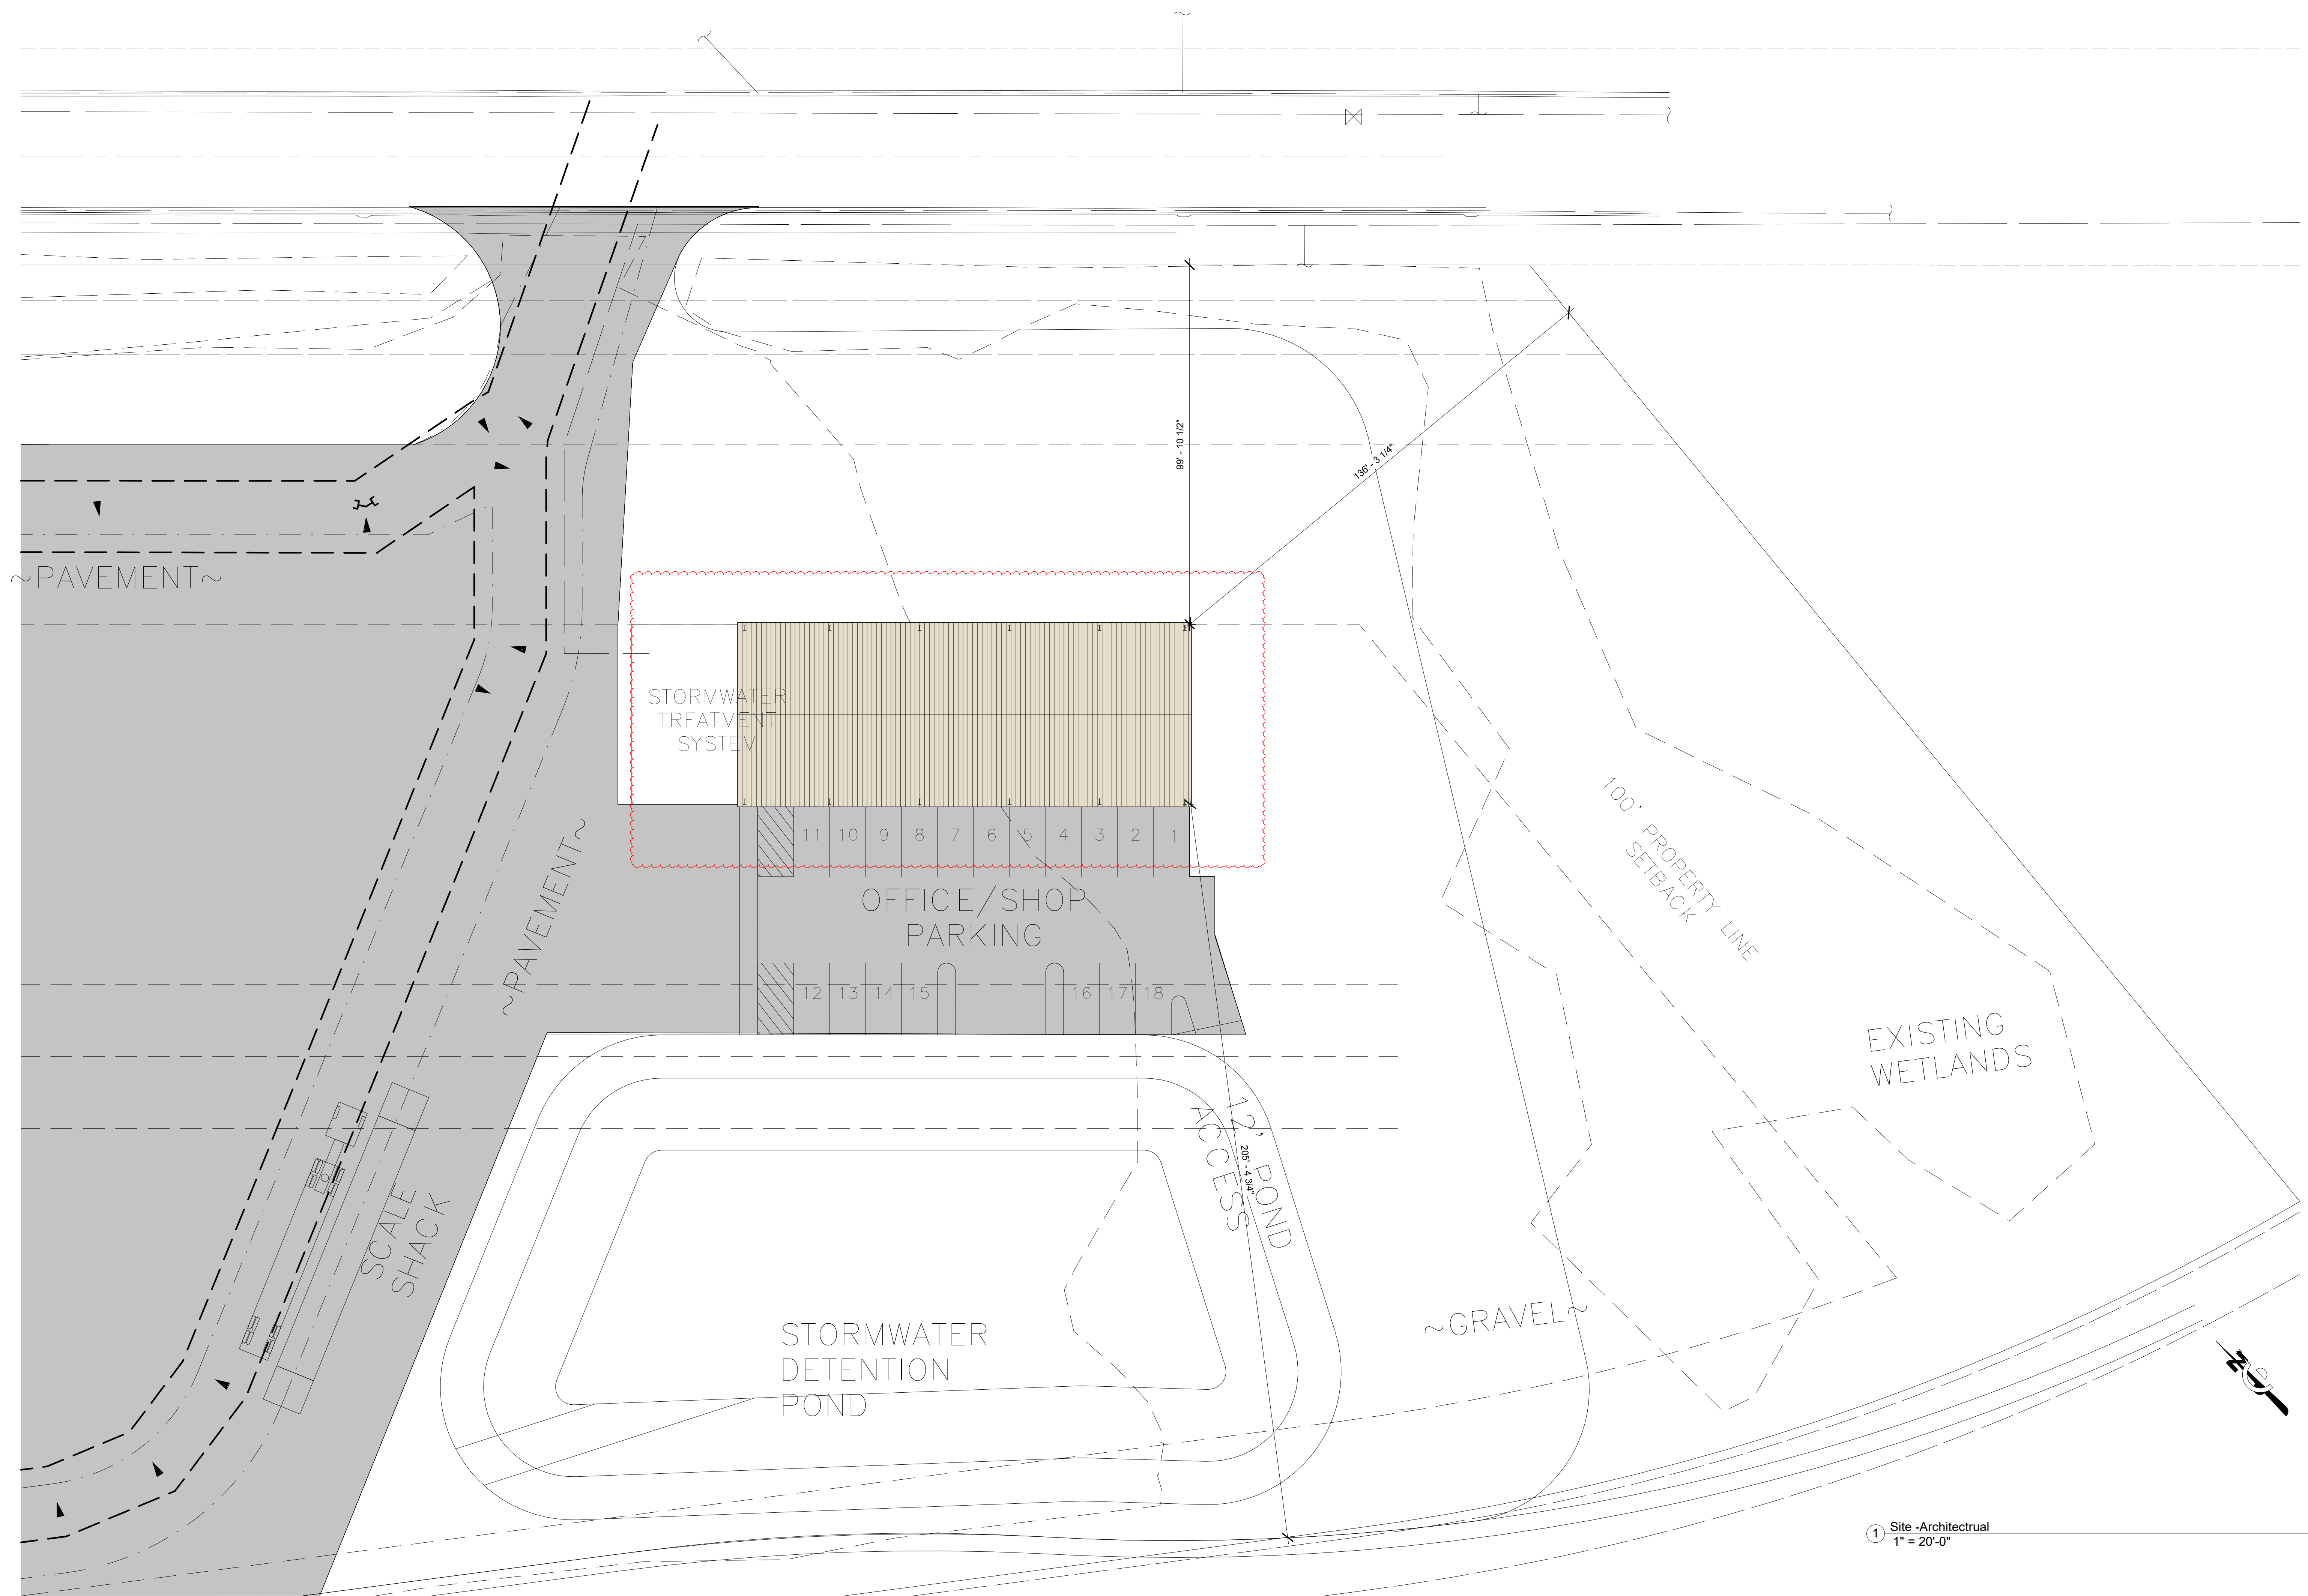 99' - 10 1/2"
136' - 3 1/4"
~PAVEMENT~
STORMWATER
TREATMENT
SYSTEM
100' PROPERTY LINE
SETBACK
11 10 9 8 7 6 5 4 3 2 1
~PAVEMENT~
OFFICE/SHOP
PARKING
12 13 14 15 16 17 18
EXISTING
WETLANDS
12' POND
ACCESS
205' - 4 3/4"
SCALE
SHACK
STORMWATER
DETENTION
POND
~GRAVEL~
N
1 Site -Architectrual
1" = 20'-0"